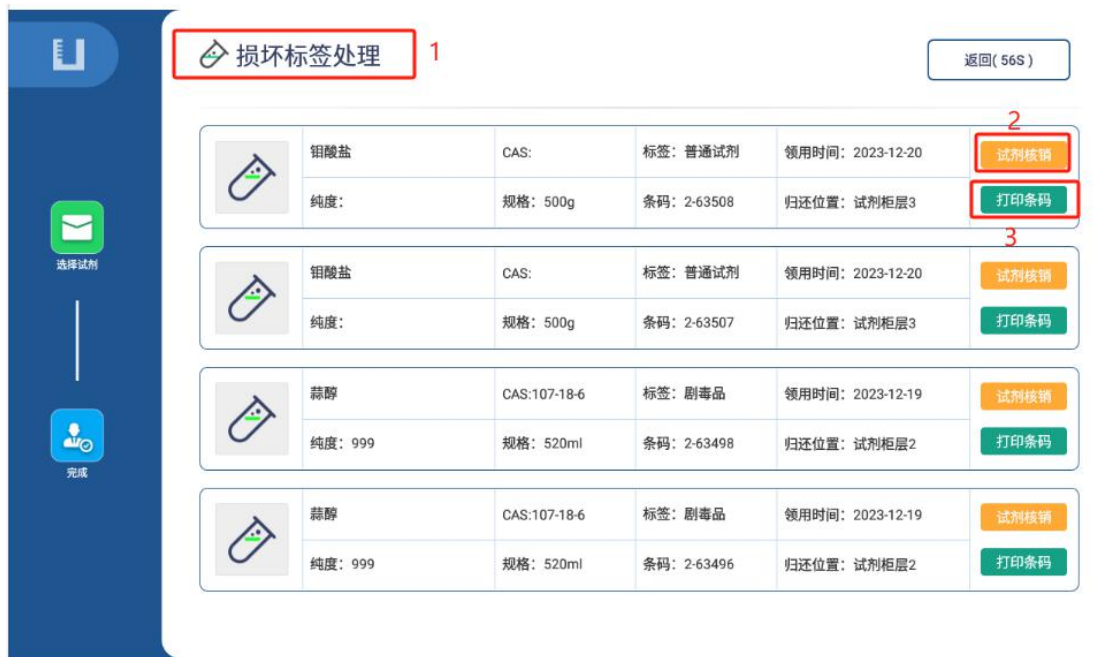 损坏标签处理
1
返回( 56S )
2
钼酸盐 CAS: 标签：普通试剂 领用时间：2023-12-20 试剂核销
纯度： 规格：500g 条码：2-63508 归还位置：试剂柜层3 打印条码
3
选择试剂
钼酸盐 CAS: 标签：普通试剂 领用时间：2023-12-20 试剂核销
纯度： 规格：500g 条码：2-63507 归还位置：试剂柜层3 打印条码
蒜醇 CAS:107-18-6 标签：剧毒品 领用时间：2023-12-19 试剂核销
纯度：999 规格：520ml 条码：2-63498 归还位置：试剂柜层2 打印条码
完成
蒜醇 CAS:107-18-6 标签：剧毒品 领用时间：2023-12-19 试剂核销
纯度：999 规格：520ml 条码：2-63496 归还位置：试剂柜层2 打印条码